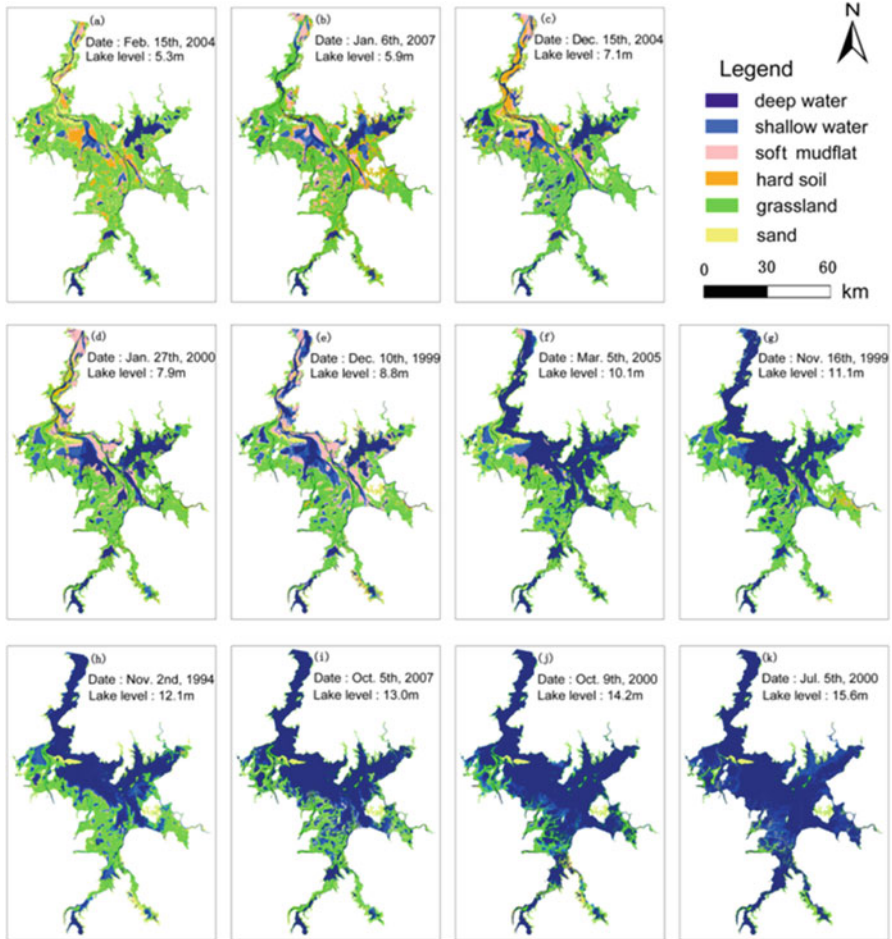 (a)
Date : Feb. 15th, 2004
Lake level : 5.3m
(b)
Date : Jan. 6th, 2007
Lake level : 5.9m
(c)
Date : Dec. 15th, 2004
Lake level : 7.1m
N
Legend
deep water
shallow water
soft mudflat
hard soil
grassland
sand
0 30 60
km
(d)
Date : Jan. 27th, 2000
Lake level : 7.9m
(e)
Date : Dec. 10th, 1999
Lake level : 8.8m
(f)
Date : Mar. 5th, 2005
Lake level : 10.1m
(g)
Date : Nov. 16th, 1999
Lake level : 11.1m
(h)
Date : Nov. 2nd, 1994
Lake level : 12.1m
(i)
Date : Oct. 5th, 2007
Lake level : 13.0m
(j)
Date : Oct. 9th, 2000
Lake level : 14.2m
(k)
Date : Jul. 5th, 2000
Lake level : 15.6m